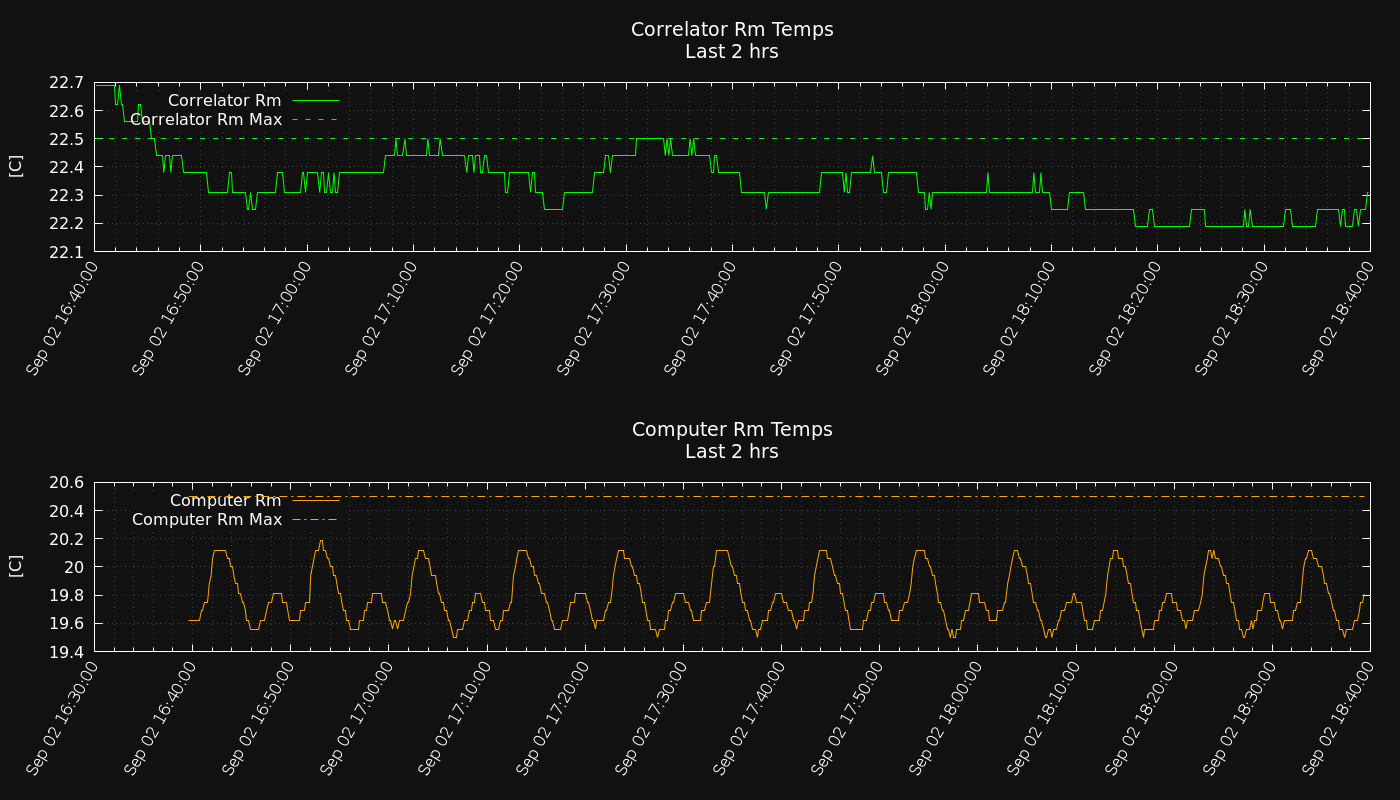 Correlator Rm Temps
Last 2 hrs
22.7
22.6
22.5
22.4
22.3
22.2
22.1
[C]
Correlator Rm
Correlator Rm Max
Sep 02 16:40:00
Sep 02 16:50:00
Sep 02 17:00:00
Sep 02 17:10:00
Sep 02 17:20:00
Sep 02 17:30:00
Sep 02 17:40:00
Sep 02 17:50:00
Sep 02 18:00:00
Sep 02 18:10:00
Sep 02 18:20:00
Sep 02 18:30:00
Sep 02 18:40:00
Computer Rm Temps
Last 2 hrs
20.6
20.4
20.2
20
19.8
19.6
19.4
[C]
Computer Rm
Computer Rm Max
Sep 02 16:30:00
Sep 02 16:40:00
Sep 02 16:50:00
Sep 02 17:00:00
Sep 02 17:10:00
Sep 02 17:20:00
Sep 02 17:30:00
Sep 02 17:40:00
Sep 02 17:50:00
Sep 02 18:00:00
Sep 02 18:10:00
Sep 02 18:20:00
Sep 02 18:30:00
Sep 02 18:40:00